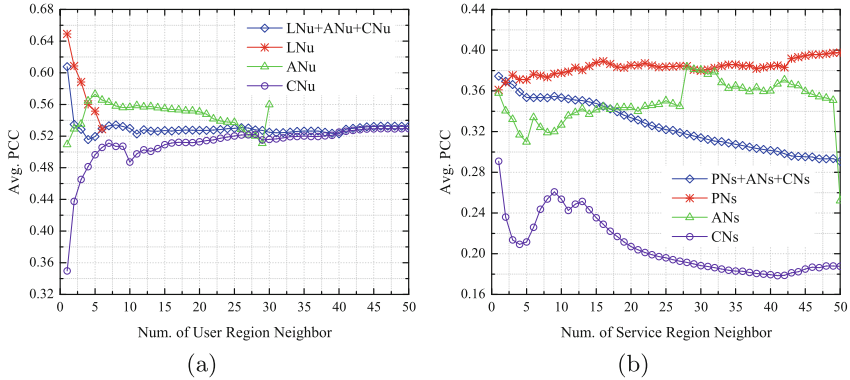 0.68
0.64
0.60
0.56
0.52
0.48
0.44
0.40
0.36
0.32
Avg. PCC
LNu+ANu+CNu
LNu
ANu
CNu
0 5 10 15 20 25 30 35 40 45 50
Num. of User Region Neighbor
(a)
0.44
0.40
0.36
0.32
0.28
0.24
0.20
0.16
Avg. PCC
PNs+ANs+CNs
PNs
ANs
CNs
0 5 10 15 20 25 30 35 40 45 50
Num. of Service Region Neighbor
(b)